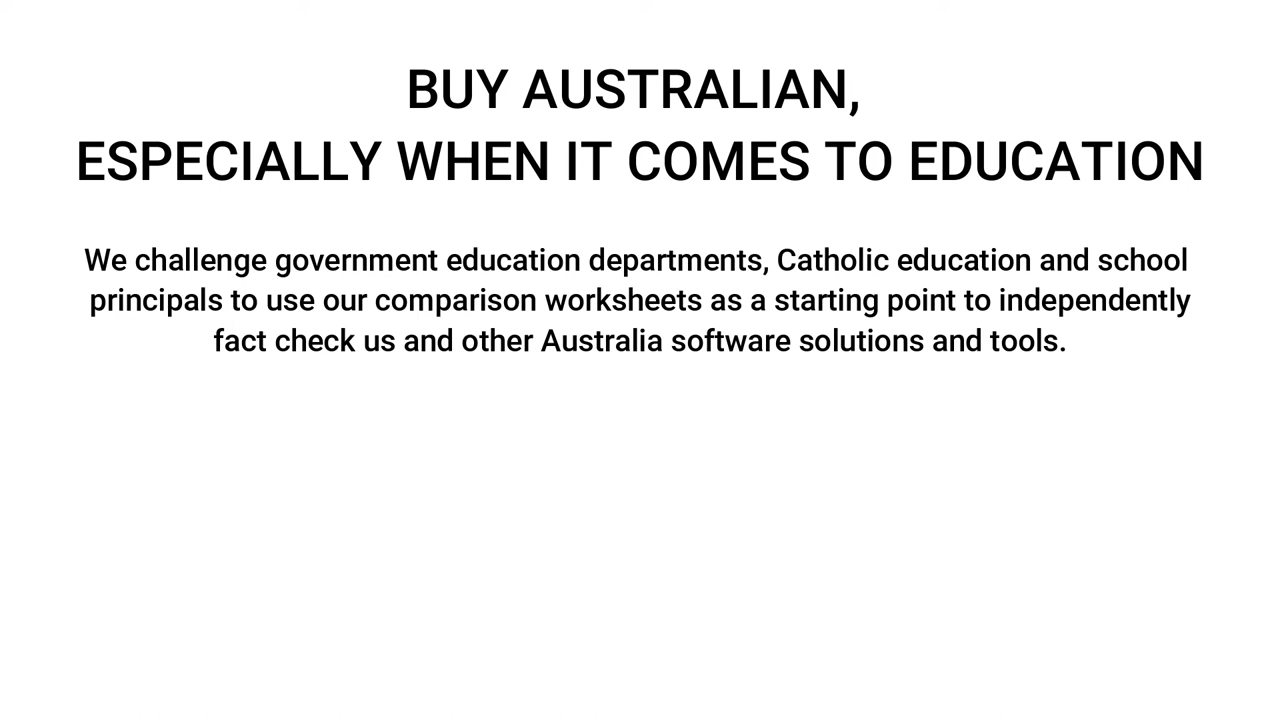 BUY AUSTRALIAN,
ESPECIALLY WHEN IT COMES TO EDUCATION
We challenge government education departments, Catholic education and school
principals to use our comparison worksheets as a starting point to independently
fact check us and other Australia software solutions and tools.